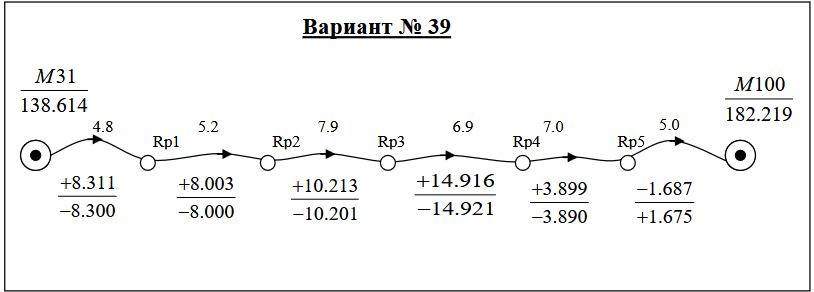 Вариант № 39
M31
138.614
M100
182.219
4.8
5.2
7.9
6.9
7.0
5.0
Rp1
Rp2
Rp3
Rp4
Rp5
+8.311
−8.300
+8.003
−8.000
+10.213
−10.201
+14.916
−14.921
+3.899
−3.890
−1.687
+1.675